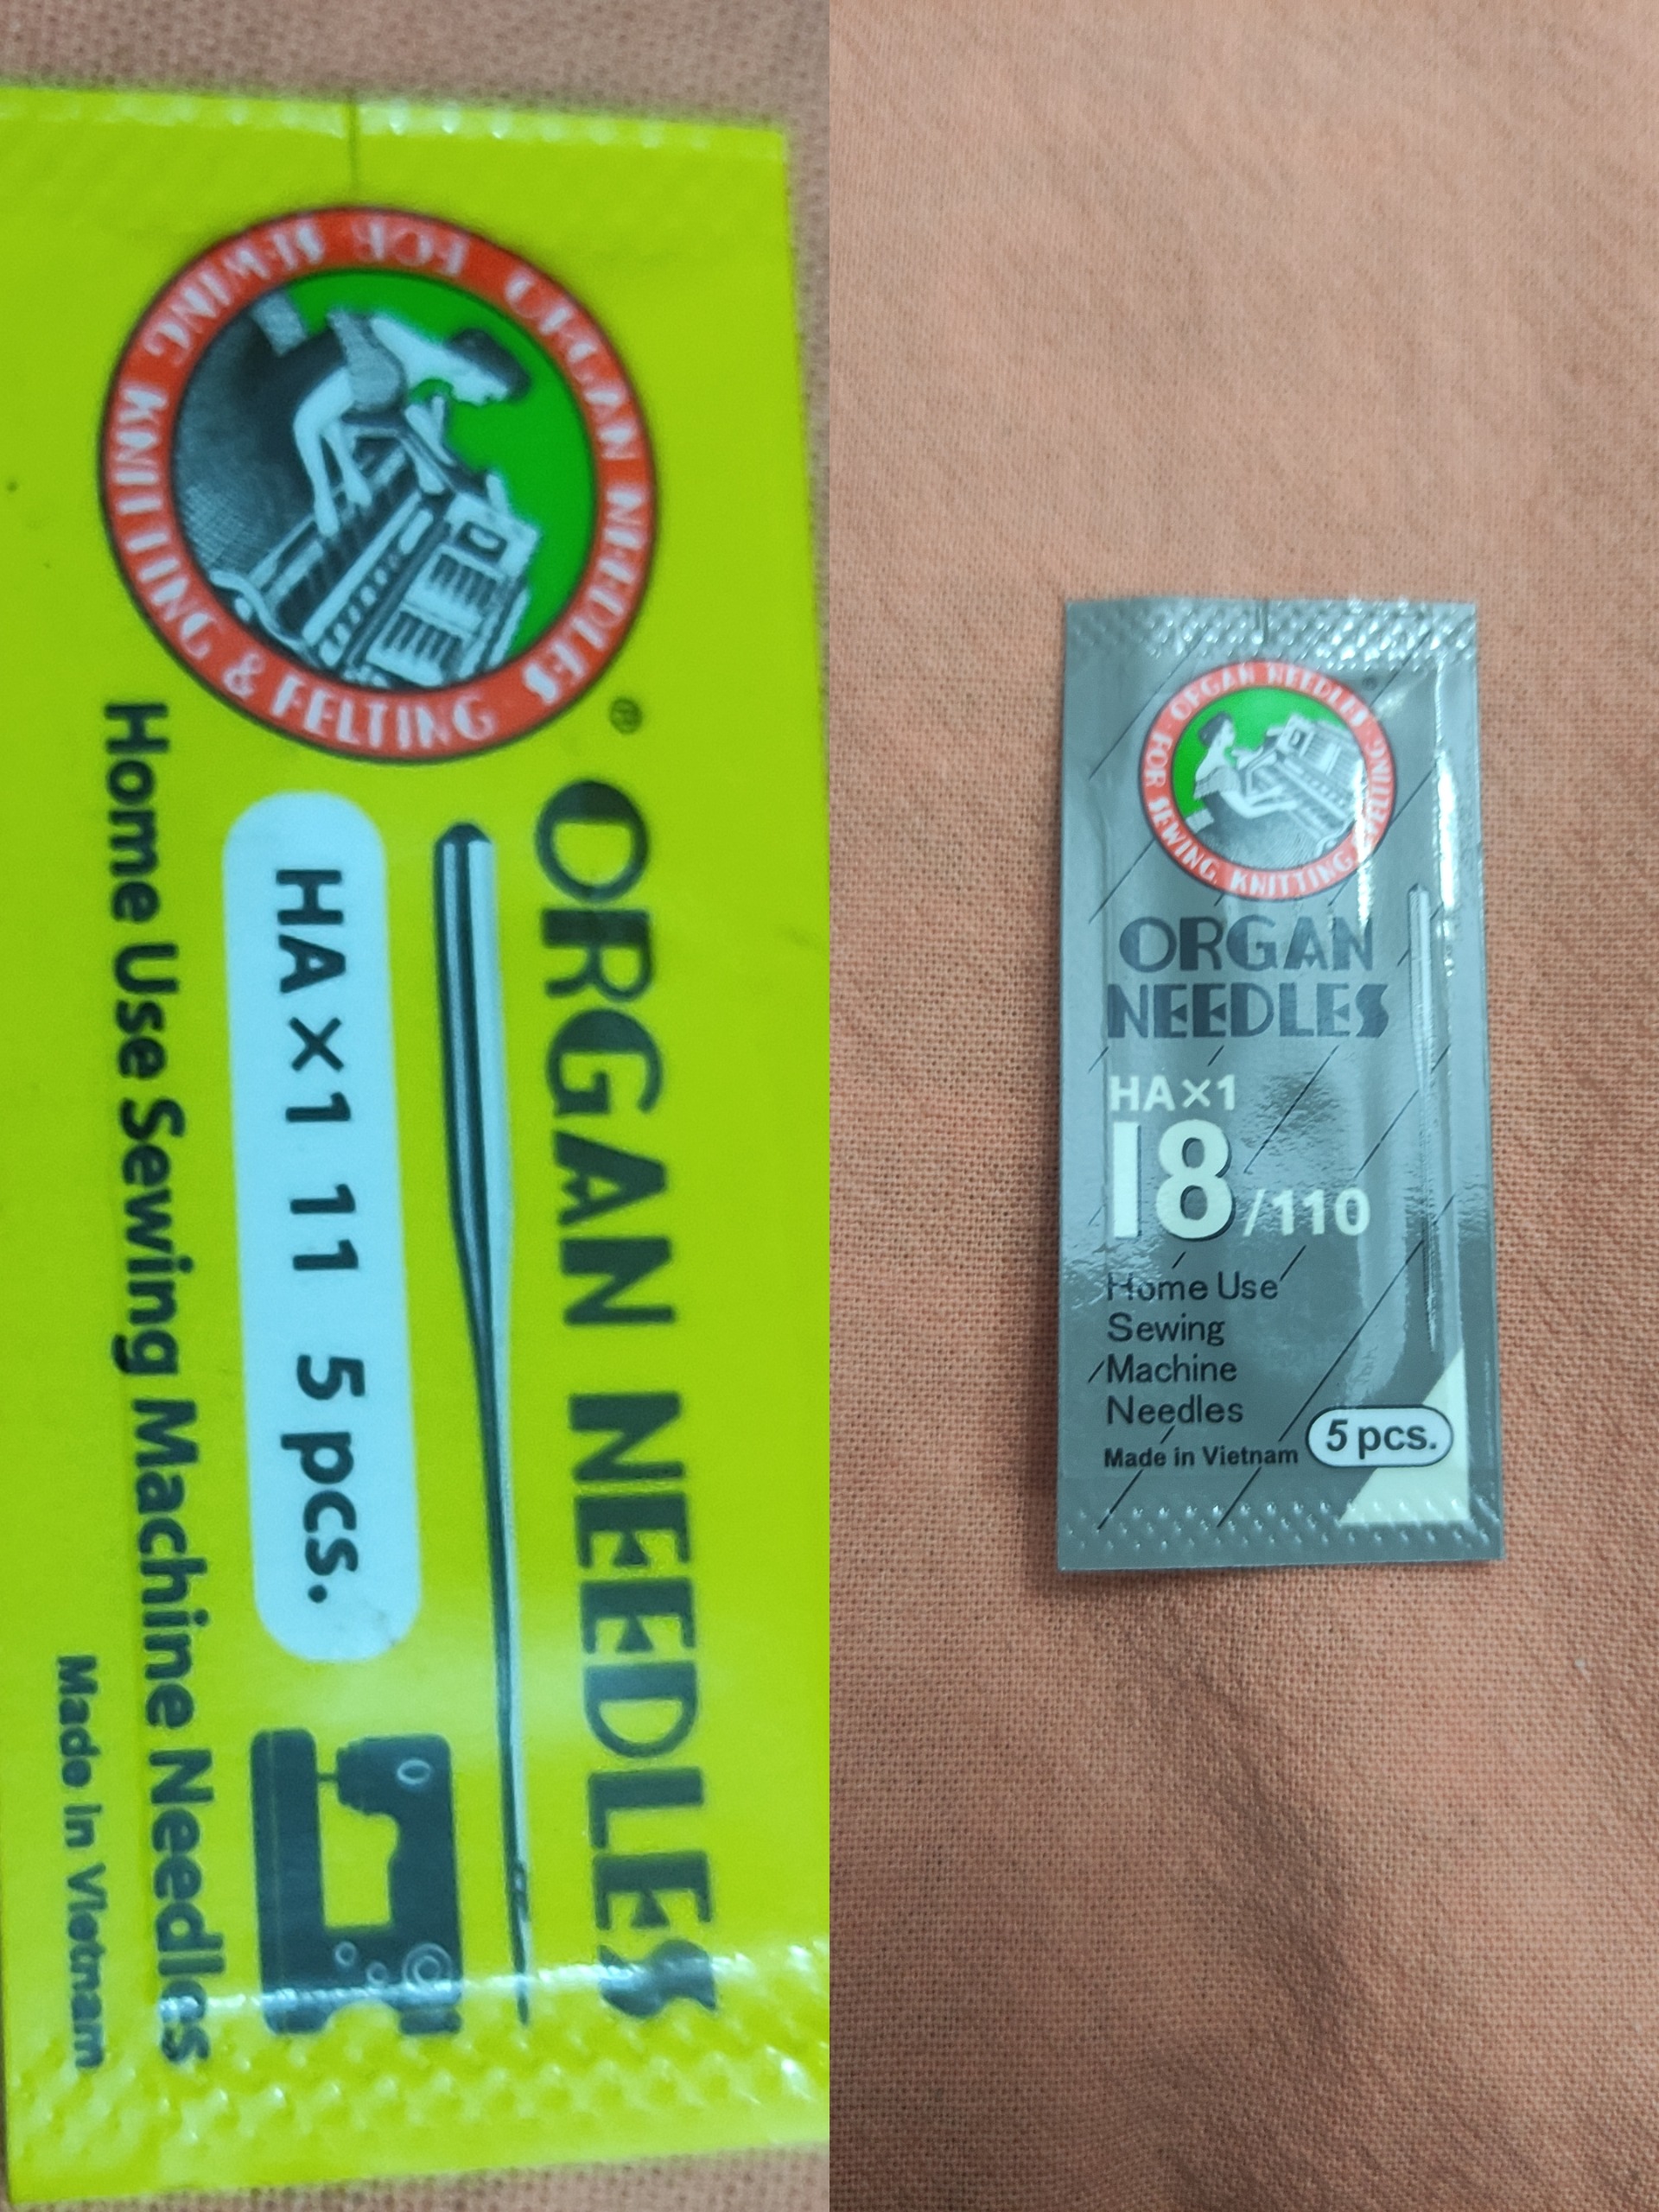 ORGAN NEEDLES FOR SEWING KNITTING & FELTING
®
ORGAN NEEDLES
HA×1 11 5 pcs.
Home Use Sewing Machine Needles
Made in Vietnam
ORGAN NEEDLES FOR SEWING, KNITTING & FELTING
ORGAN
NEEDLES
HA×1
18/110
Home Use
Sewing
Machine
Needles
Made in Vietnam
5 pcs.